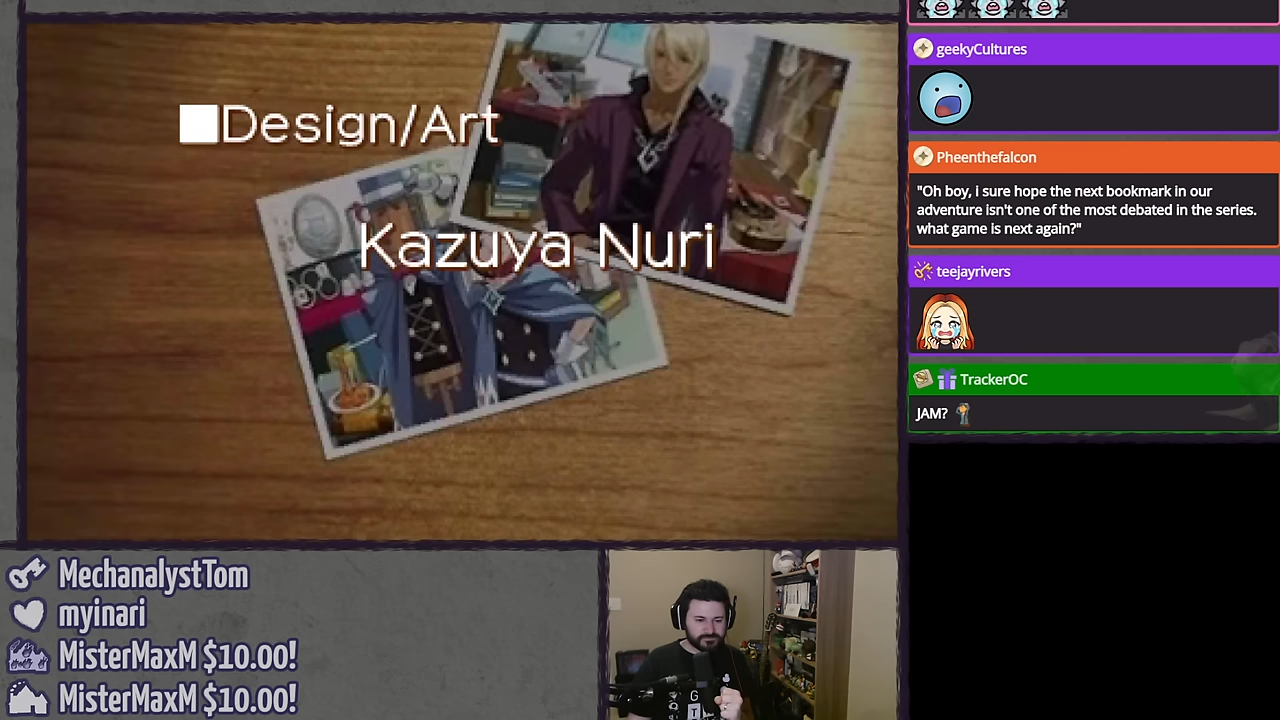 ■Design/Art
Kazuya Nuri
geekyCultures
Pheenthefalcon
"Oh boy, i sure hope the next bookmark in our
adventure isn't one of the most debated in the series.
what game is next again?"
teejayrivers
TrackerOC
JAM?
MechanalystTom
myinari
MisterMaxM $10.00!
MisterMaxM $10.00!
G
T